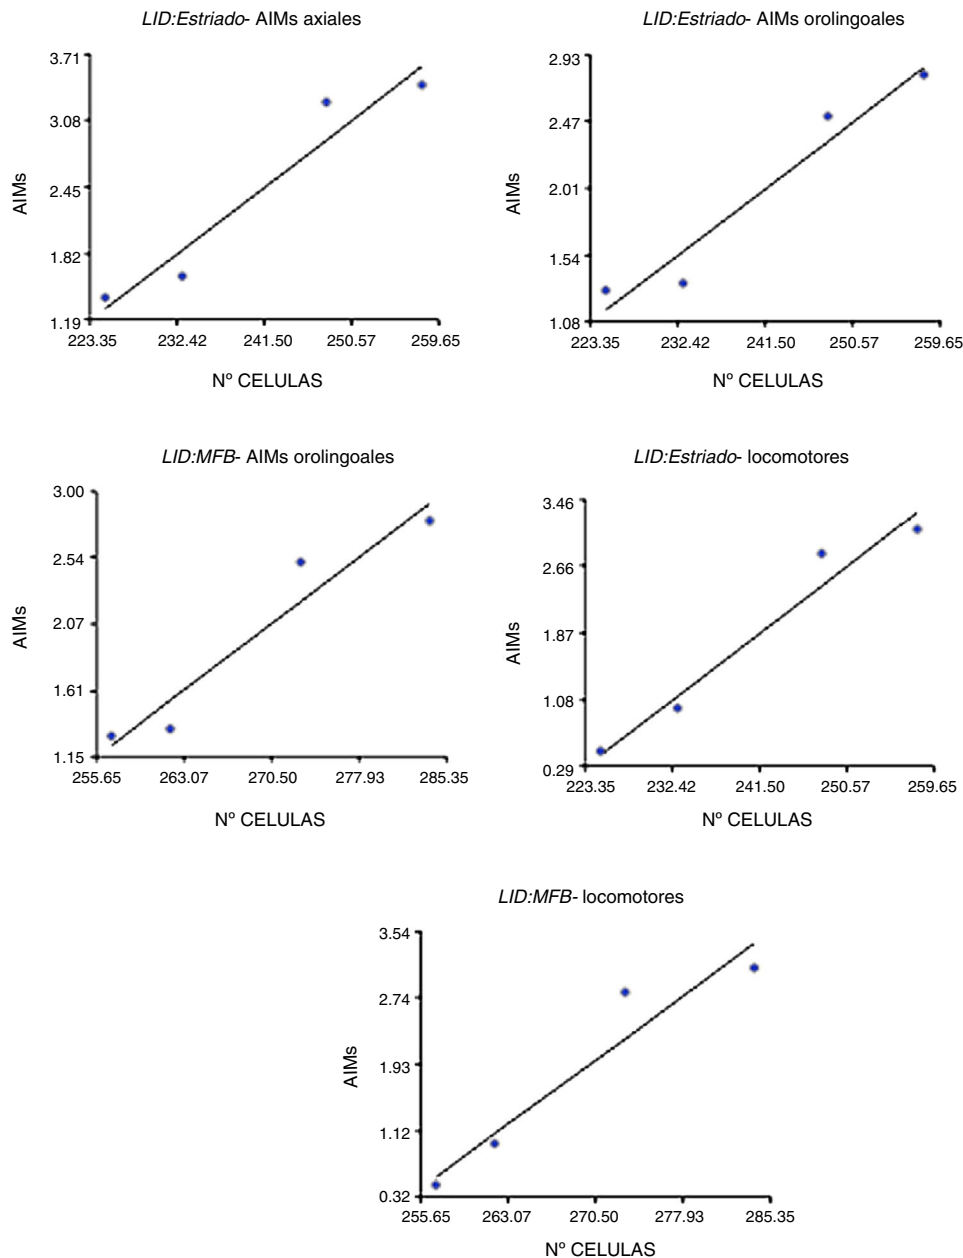 LID:Estriado- AIMs axiales
3.71
3.08
2.45
1.82
1.19
AIMs
223.35 232.42 241.50 250.57 259.65
Nº CELULAS
LID:Estriado- AIMs orolingoales
2.93
2.47
2.01
1.54
1.08
AIMs
223.35 232.42 241.50 250.57 259.65
Nº CELULAS
LID:MFB- AIMs orolingoales
3.00
2.54
2.07
1.61
1.15
AIMs
255.65 263.07 270.50 277.93 285.35
Nº CELULAS
LID:Estriado- locomotores
3.46
2.66
1.87
1.08
0.29
AIMs
223.35 232.42 241.50 250.57 259.65
Nº CELULAS
LID:MFB- locomotores
3.54
2.74
1.93
1.12
0.32
AIMs
255.65 263.07 270.50 277.93 285.35
Nº CELULAS